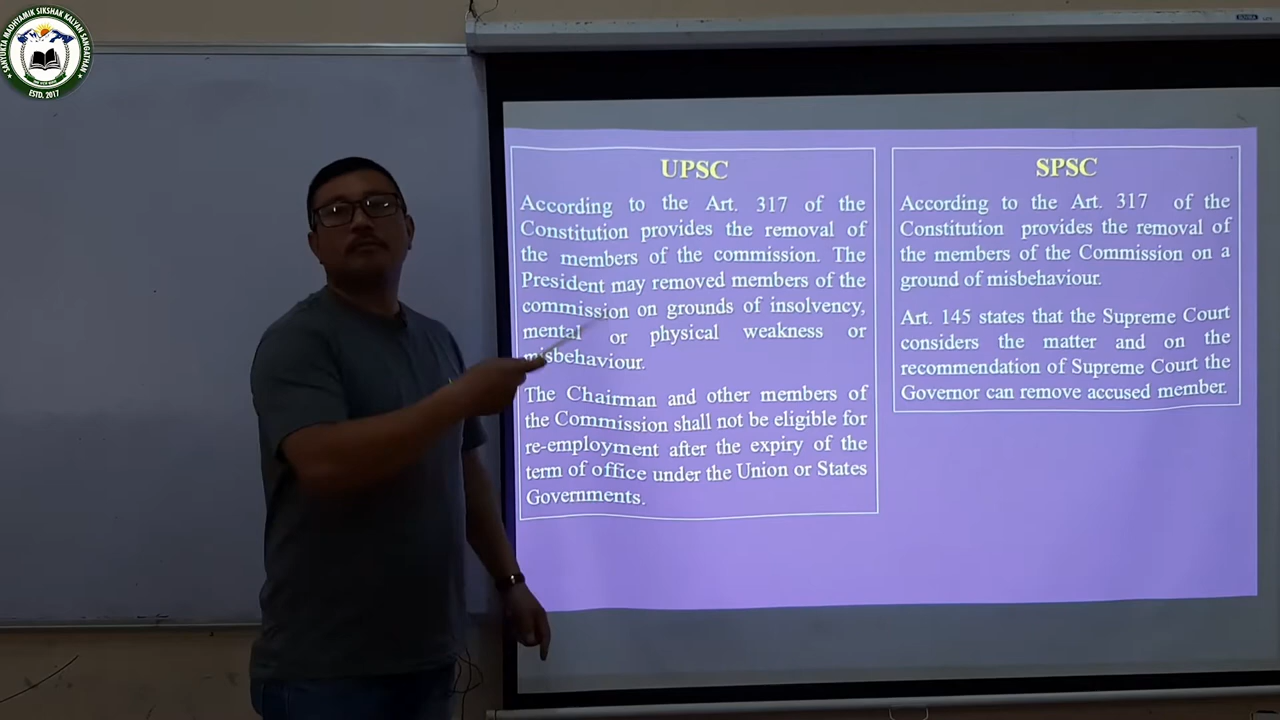 SANYUKTA MADHYAMIK SIKSHAK KALYAN SANGATHAN
ESTD. 2017
UPSC
According to the Art. 317 of the
Constitution provides the removal of
the members of the commission. The
President may removed members of the
commission on grounds of insolvency,
mental or physical weakness or
misbehaviour.
The Chairman and other members of
the Commission shall not be eligible for
re-employment after the expiry of the
term of office under the Union or States
Governments.
SPSC
According to the Art. 317 of the
Constitution provides the removal of
the members of the Commission on a
ground of misbehaviour.
Art. 145 states that the Supreme Court
considers the matter and on the
recommendation of Supreme Court the
Governor can remove accused member.